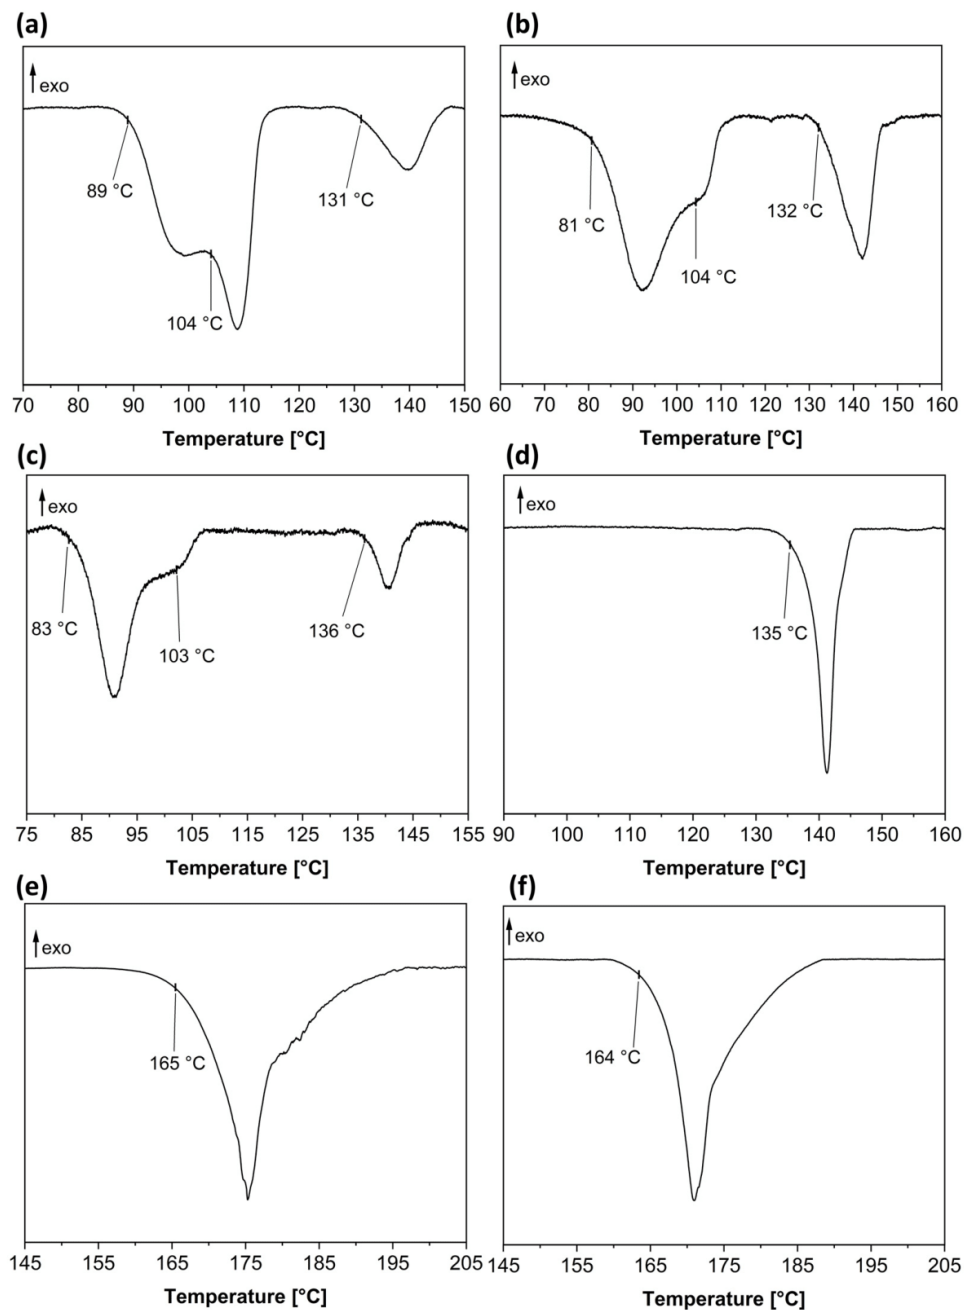 (a)
exo
89 °C
104 °C
131 °C
70 80 90 100 110 120 130 140 150
Temperature [°C]
(b)
exo
81 °C
104 °C
132 °C
60 70 80 90 100 110 120 130 140 150 160
Temperature [°C]
(c)
exo
83 °C
103 °C
136 °C
75 85 95 105 115 125 135 145 155
Temperature [°C]
(d)
exo
135 °C
90 100 110 120 130 140 150 160
Temperature [°C]
(e)
exo
165 °C
145 155 165 175 185 195 205
Temperature [°C]
(f)
exo
164 °C
145 155 165 175 185 195 205
Temperature [°C]